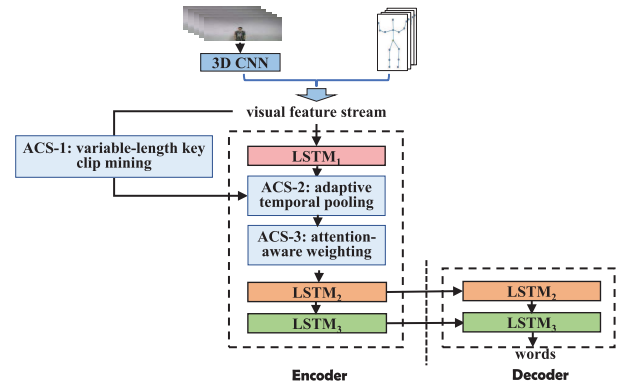 3D CNN
visual feature stream
ACS-1: variable-length key
clip mining
LSTM₁
ACS-2: adaptive
temporal pooling
ACS-3: attention-
aware weighting
LSTM₂
LSTM₂
LSTM₃
LSTM₃
words
Encoder
Decoder